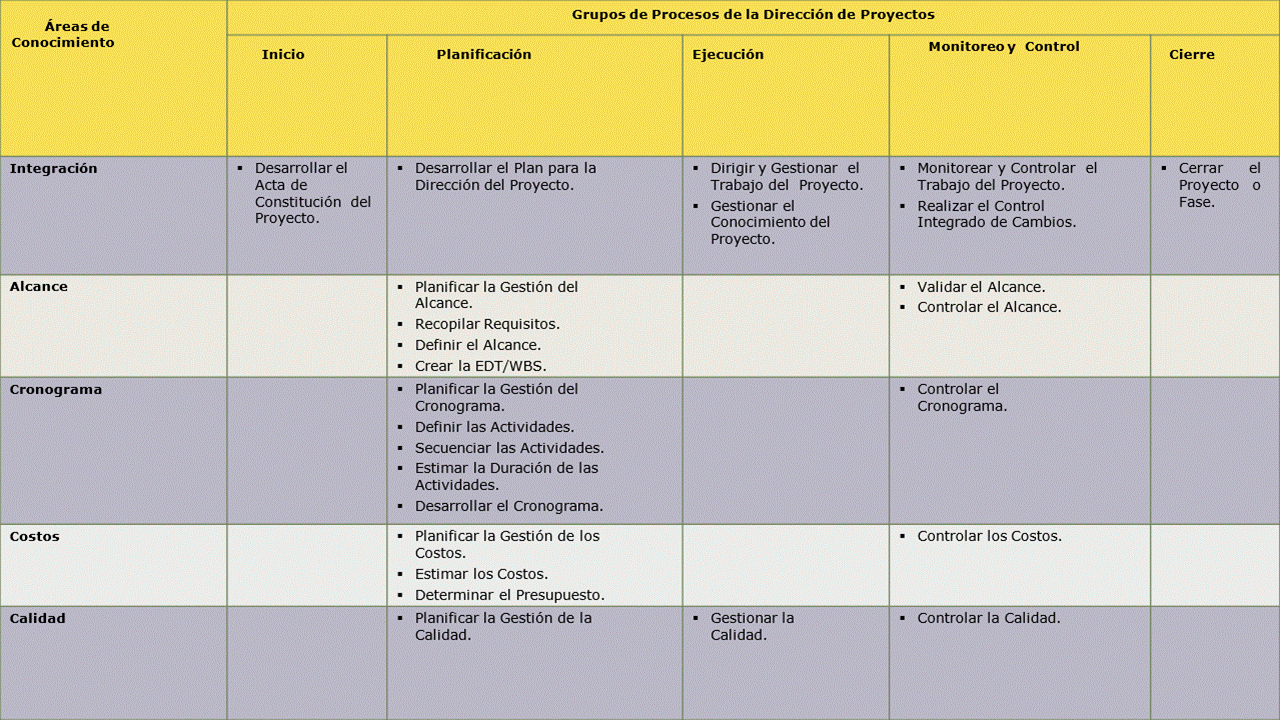 Áreas de
Conocimiento
Grupos de Procesos de la Dirección de Proyectos
Inicio
Planificación
Ejecución
Monitoreo y Control
Cierre
Integración
▪ Desarrollar el
Acta de
Constitución del
Proyecto.
▪ Desarrollar el Plan para la
Dirección del Proyecto.
▪ Dirigir y Gestionar el
Trabajo del Proyecto.
▪ Gestionar el
Conocimiento del
Proyecto.
▪ Monitorear y Controlar el
Trabajo del Proyecto.
▪ Realizar el Control
Integrado de Cambios.
▪ Cerrar el
Proyecto o
Fase.
Alcance
▪ Planificar la Gestión del
Alcance.
▪ Recopilar Requisitos.
▪ Definir el Alcance.
▪ Crear la EDT/WBS.
▪ Validar el Alcance.
▪ Controlar el Alcance.
Cronograma
▪ Planificar la Gestión del
Cronograma.
▪ Definir las Actividades.
▪ Secuenciar las Actividades.
▪ Estimar la Duración de las
Actividades.
▪ Desarrollar el Cronograma.
▪ Controlar el
Cronograma.
Costos
▪ Planificar la Gestión de los
Costos.
▪ Estimar los Costos.
▪ Determinar el Presupuesto.
▪ Controlar los Costos.
Calidad
▪ Planificar la Gestión de la
Calidad.
▪ Gestionar la
Calidad.
▪ Controlar la Calidad.